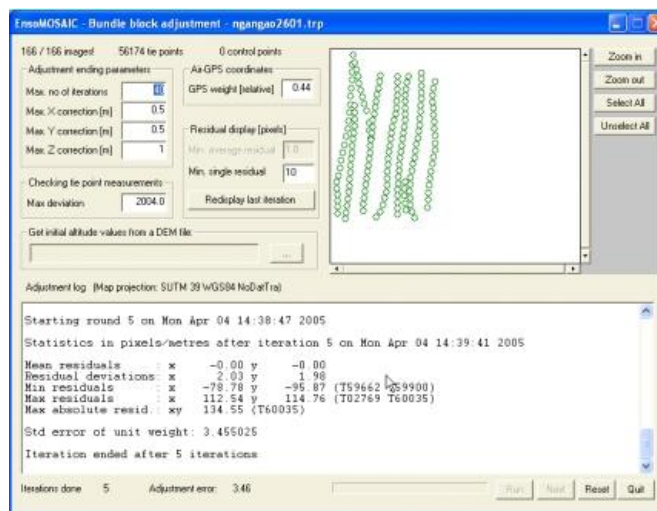 EnsoMOSAIC - Bundle block adjustment - ngangao2601.trp
166 / 166 images! 56174 tie points 0 control points
Adjustment ending parameters
Max. no of iterations 40
Max. X correction [m] 0.5
Max. Y correction [m] 0.5
Max. Z correction [m] 1
Checking tie point measurements
Max deviation 2004.0
Air-GPS coordinates
GPS weight [relative] 0.44
Residual display [pixels]
Min. average residual 1.0
Min. single residual 10
Redisplay last iteration
Get initial altitude values from a DEM file:
...
Zoom in
Zoom out
Select All
Unselect All
Adjustment log (Map projection: SUTM 39 WGS84 NoDatTra)
Starting round 5 on Mon Apr 04 14:38:47 2005
Statistics in pixels/metres after iteration 5 on Mon Apr 04 14:39:41 2005
Mean residuals : x -0.00 y -0.00
Residual deviations: x 2.03 y 1.98
Min residuals : x -78.78 y -95.87 (T59662 T59900)
Max residuals : x 112.54 y 114.76 (T02769 T60035)
Max absolute resid.: xy 134.55 (T60035)
Std error of unit weight: 3.455025
Iteration ended after 5 iterations
Iterations done 5 Adjustment error: 3.46 Run Next Reset Quit